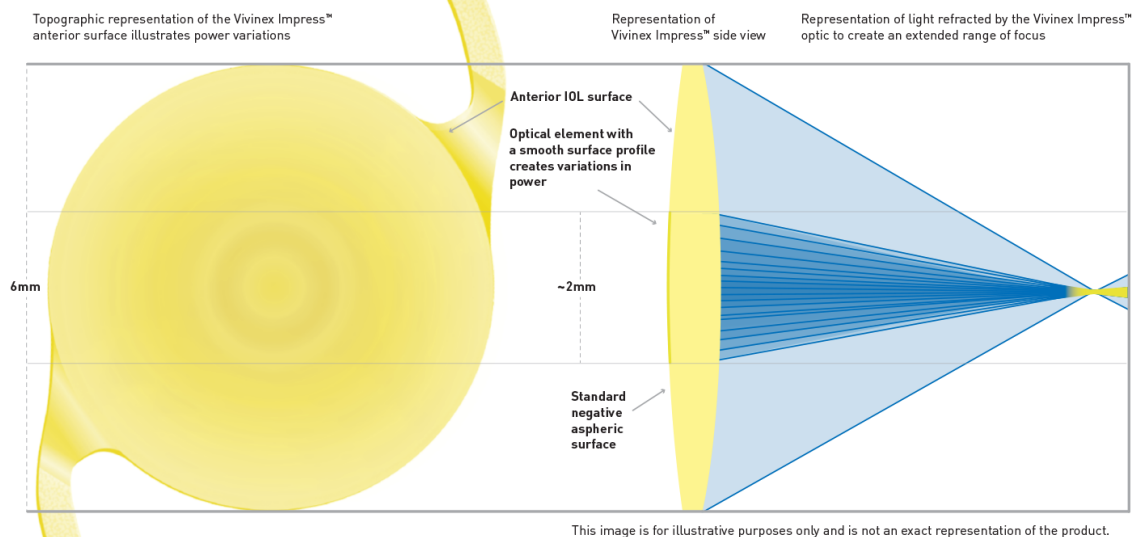 Topographic representation of the Vivinex Impress™
anterior surface illustrates power variations
Representation of
Vivinex Impress™ side view
Representation of light refracted by the Vivinex Impress™
optic to create an extended range of focus
Anterior IOL surface
Optical element with
a smooth surface profile
creates variations in
power
6mm
~2mm
Standard
negative
aspheric
surface
This image is for illustrative purposes only and is not an exact representation of the product.